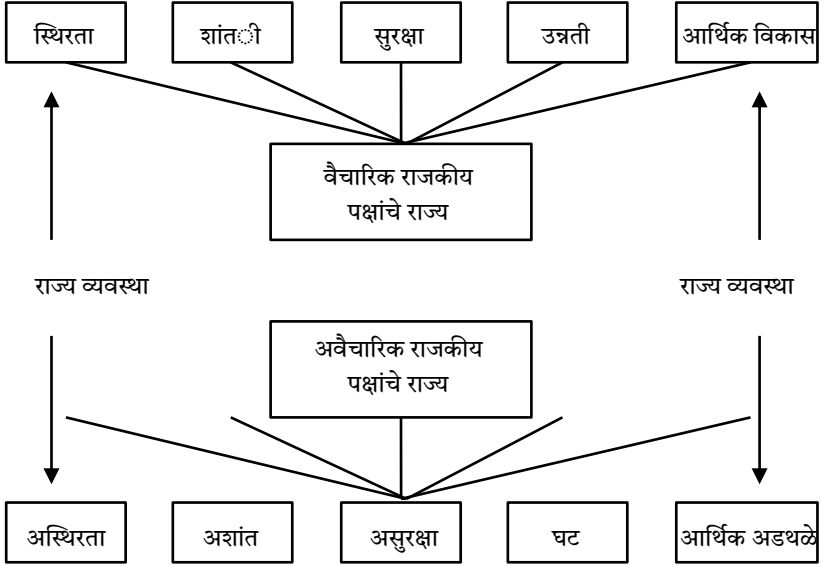 स्थिरता
शांत◌ी
सुरक्षा
उन्नती
आर्थिक विकास
वैचारिक राजकीय
पक्षांचे राज्य
राज्य व्यवस्था
राज्य व्यवस्था
अवैचारिक राजकीय
पक्षांचे राज्य
अस्थिरता
अशांत
असुरक्षा
घट
आर्थिक अडथळे